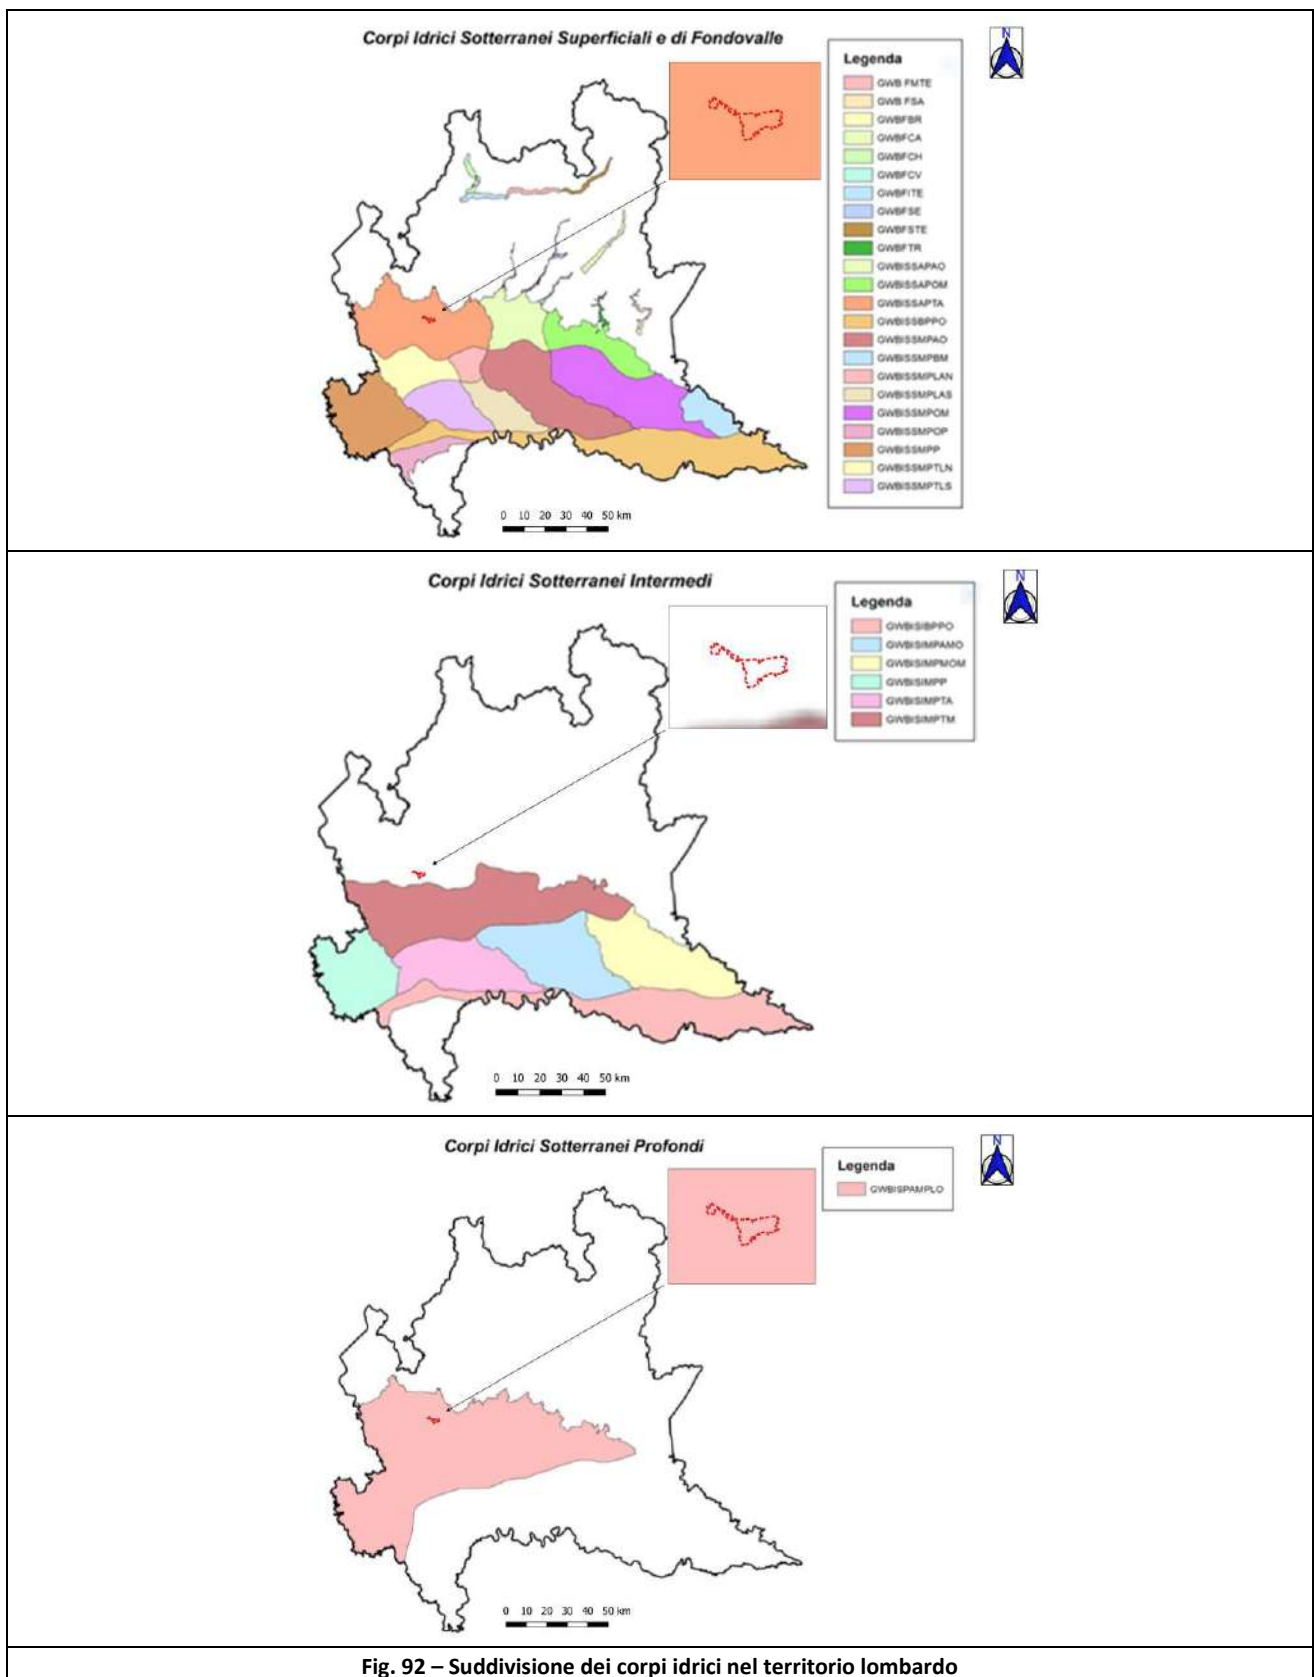 Corpi Idrici Sotterranei Superficiali e di Fondovalle
N
Legenda
GWB FMTE
GWB FSA
GWBFBR
GWBFCA
GWBFCH
GWBFCV
GWBFITE
GWBFSE
GWBFSTE
GWBFTR
GWBISSAPAO
GWBISSAPOM
GWBISSAPTA
GWBISSBPPO
GWBISSMPAO
GWBISSMPBM
GWBISSMPLAN
GWBISSMPLAS
GWBISSMPOM
GWBISSMPOP
GWBISSMPP
GWBISSMPTLN
GWBISSMPTLS
0 10 20 30 40 50 km
Corpi Idrici Sotterranei Intermedi
N
Legenda
GWBISIBPPO
GWBISIMPAMO
GWBISIMPMOM
GWBISIMPP
GWBISIMPTA
GWBISIMPTM
0 10 20 30 40 50 km
Corpi Idrici Sotterranei Profondi
N
Legenda
GWBISPAMPLO
0 10 20 30 40 50 km
Fig. 92 – Suddivisione dei corpi idrici nel territorio lombardo